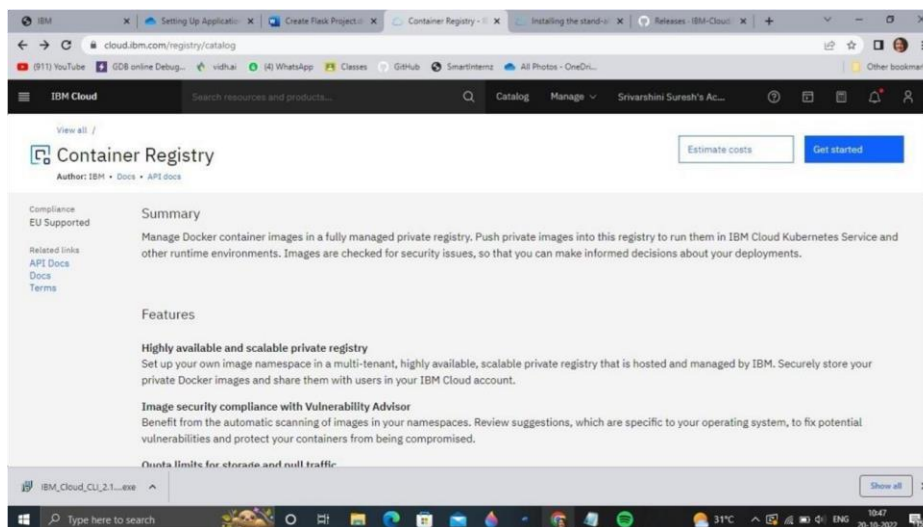 IBM
Setting Up Application
Create Flask Project.d
Container Registry - I
Installing the stand-a
Releases · IBM-Cloud/
cloud.ibm.com/registry/catalog
(911) YouTube
GDB online Debug...
vidh.ai
(4) WhatsApp
Classes
GitHub
Smartinternz
All Photos - OneDri...
Other bookmar
IBM Cloud
Search resources and products...
Catalog
Manage
Srivarshini Suresh's Ac...
View all /
Container Registry
Author: IBM • Docs • API docs
Estimate costs
Get started
Compliance
EU Supported
Related links
API Docs
Docs
Terms
Summary
Manage Docker container images in a fully managed private registry. Push private images into this registry to run them in IBM Cloud Kubernetes Service and
other runtime environments. Images are checked for security issues, so that you can make informed decisions about your deployments.
Features
Highly available and scalable private registry
Set up your own image namespace in a multi-tenant, highly available, scalable private registry that is hosted and managed by IBM. Securely store your
private Docker images and share them with users in your IBM Cloud account.
Image security compliance with Vulnerability Advisor
Benefit from the automatic scanning of images in your namespaces. Review suggestions, which are specific to your operating system, to fix potential
vulnerabilities and protect your containers from being compromised.
Quota limits for storage and pull traffic
IBM_Cloud_CLI_2.1....exe
Show all
Type here to search
31°C
ENG
10:47
20-10-2022